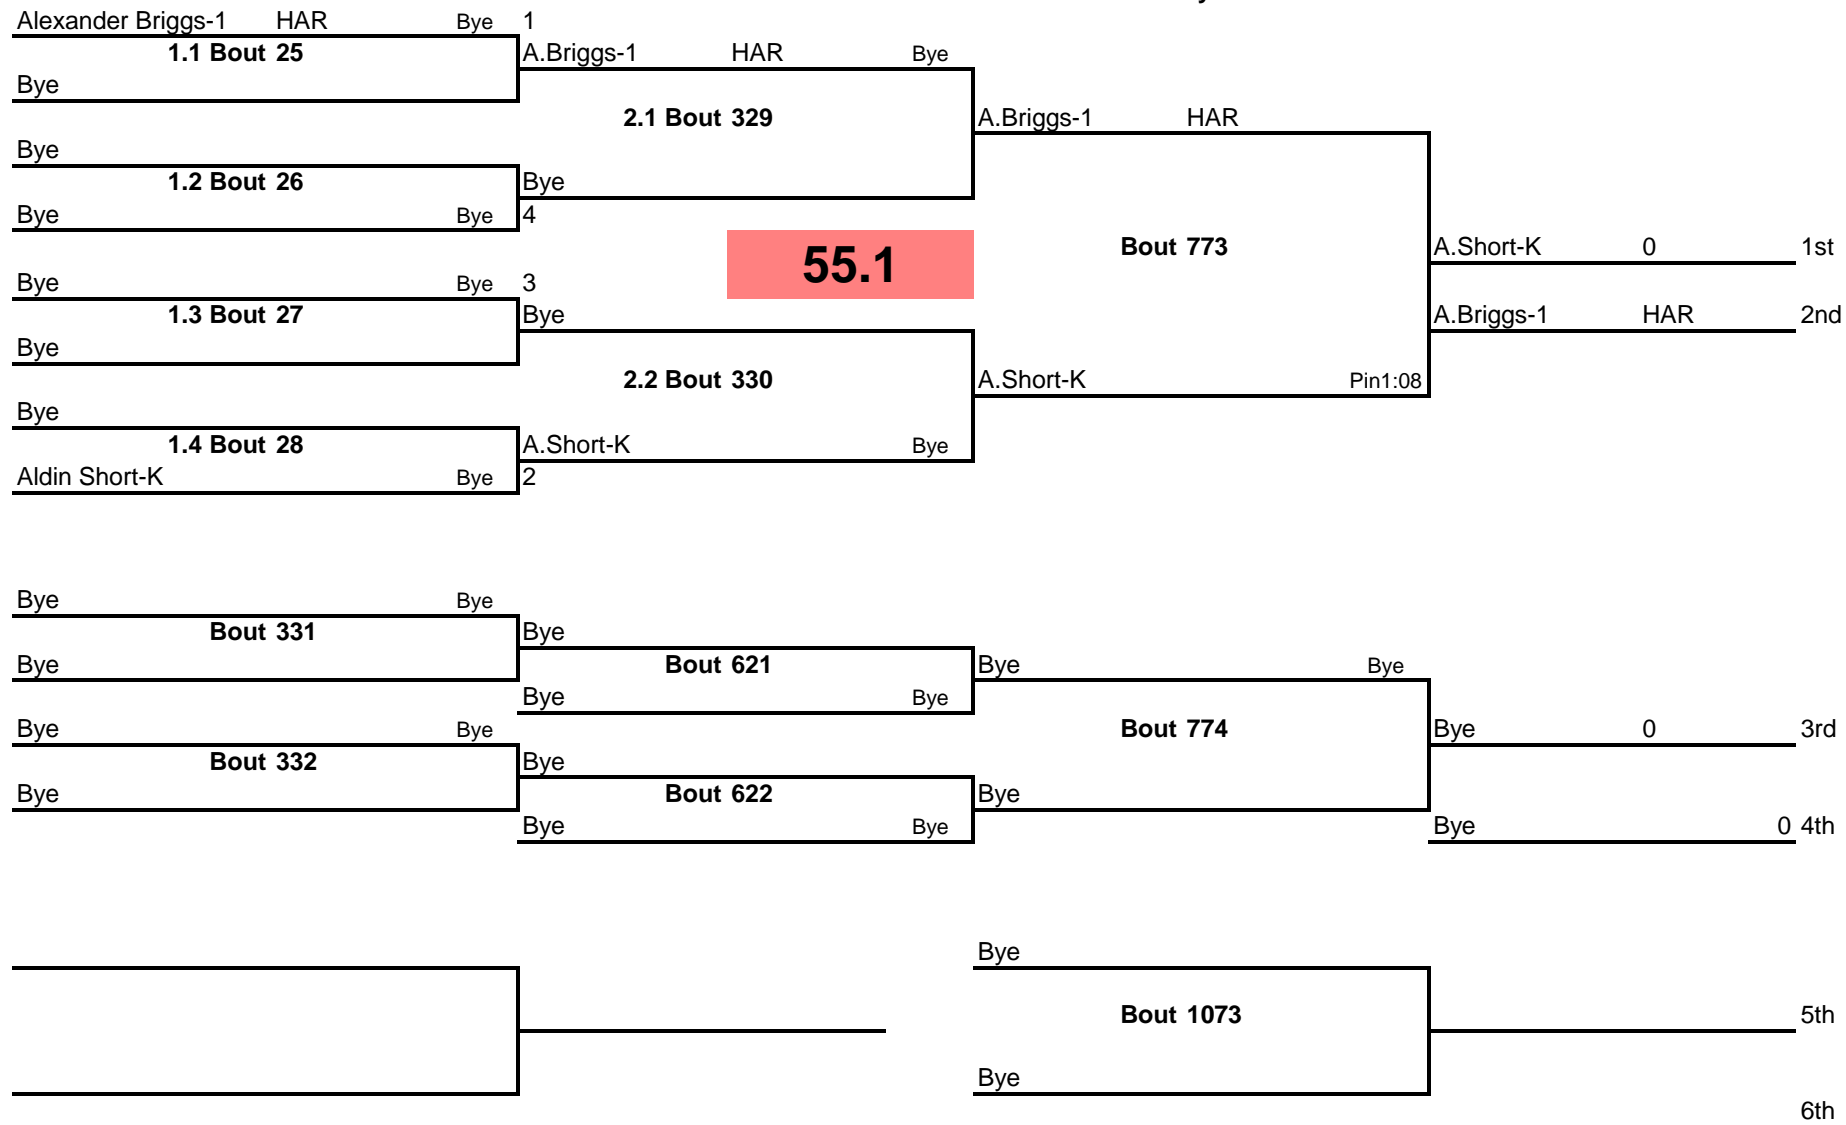 Alexander Briggs-1 HAR Bye 1
1.1 Bout 25 A.Briggs-1 HAR Bye
Bye
2.1 Bout 329 A.Briggs-1 HAR
Bye
1.2 Bout 26 Bye
Bye Bye 4
55.1 Bout 773 A.Short-K 0 1st
Bye Bye 3
1.3 Bout 27 Bye A.Briggs-1 HAR 2nd
Bye
2.2 Bout 330 A.Short-K Pin1:08
Bye
1.4 Bout 28 A.Short-K Bye
Aldin Short-K Bye 2
Bye Bye
Bout 331 Bye
Bye Bout 621 Bye Bye
Bye Bye
Bye Bye Bout 774 Bye 0 3rd
Bout 332 Bye
Bye Bout 622 Bye
Bye Bye Bye 0 4th
Bye
Bout 1073 5th
Bye
6th